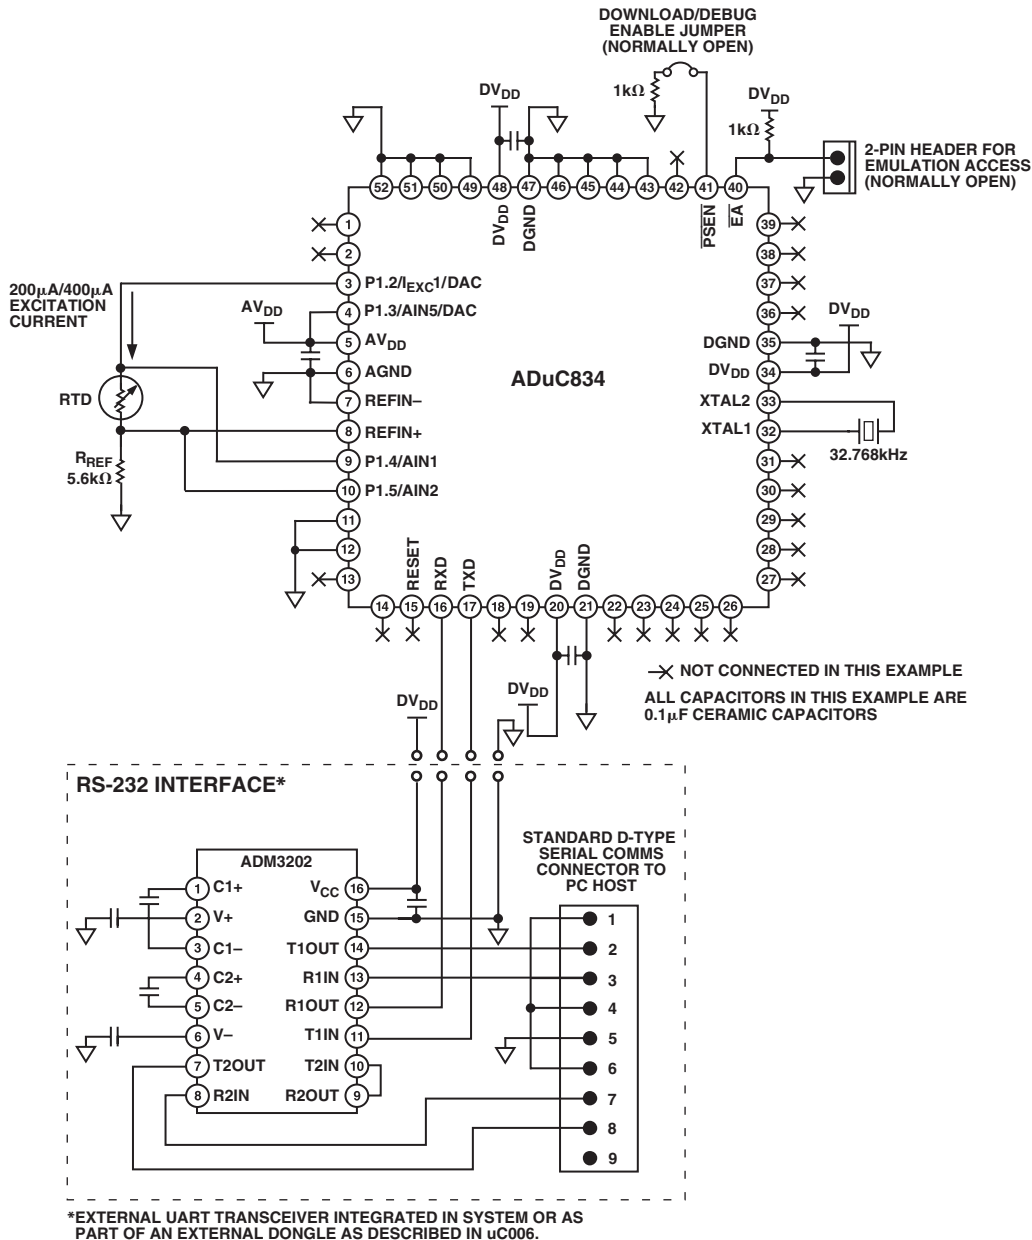 DOWNLOAD/DEBUG
ENABLE JUMPER
(NORMALLY OPEN)
1kΩ
DVDD
DVDD
1kΩ
2-PIN HEADER FOR
EMULATION ACCESS
(NORMALLY OPEN)
52 51 50 49 48 47 46 45 44 43 42 41 40
DVDD
DGND
PSEN
EA
1
2
3 P1.2/IEXC1/DAC
4 P1.3/AIN5/DAC
5 AVDD
6 AGND
7 REFIN–
8 REFIN+
9 P1.4/AIN1
10 P1.5/AIN2
11
12
13
200μA/400μA
EXCITATION
CURRENT
AVDD
RTD
RREF
5.6kΩ
ADuC834
39
38
37
36
DGND 35
DVDD 34
XTAL2 33
XTAL1 32
31
30
29
28
27
DVDD
32.768kHz
RESET
RXD
TXD
DVDD
DGND
14 15 16 17 18 19 20 21 22 23 24 25 26
NOT CONNECTED IN THIS EXAMPLE
ALL CAPACITORS IN THIS EXAMPLE ARE
0.1μF CERAMIC CAPACITORS
DVDD
DVDD
RS-232 INTERFACE*
ADM3202
1 C1+
2 V+
3 C1–
4 C2+
5 C2–
6 V–
7 T2OUT
8 R2IN
VCC 16
GND 15
T1OUT 14
R1IN 13
R1OUT 12
T1IN 11
T2IN 10
R2OUT 9
STANDARD D-TYPE
SERIAL COMMS
CONNECTOR TO
PC HOST
1
2
3
4
5
6
7
8
9
*EXTERNAL UART TRANSCEIVER INTEGRATED IN SYSTEM OR AS
PART OF AN EXTERNAL DONGLE AS DESCRIBED IN uC006.